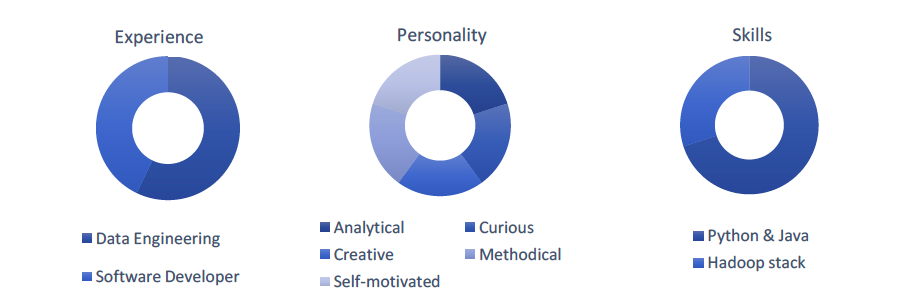 Experience
Personality
Skills
Data Engineering
Software Developer
Analytical
Curious
Creative
Methodical
Self-motivated
Python & Java
Hadoop stack